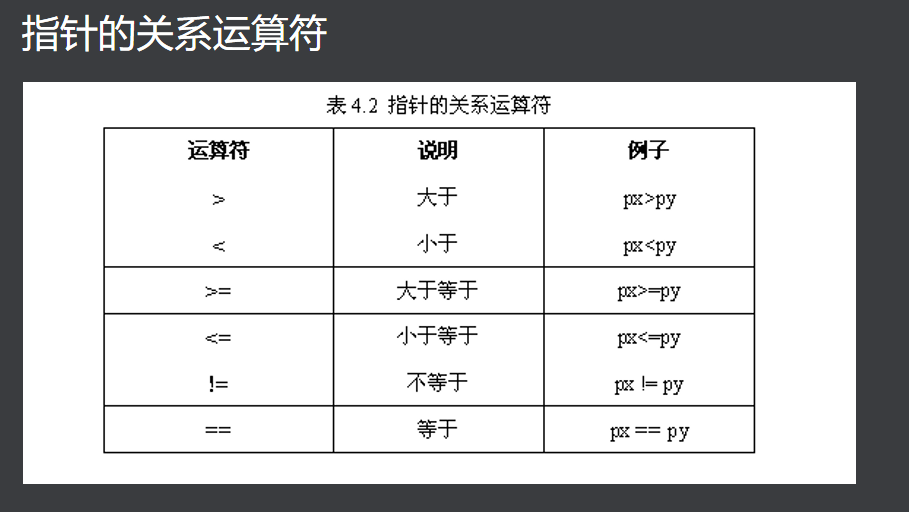 指针的关系运算符
表 4.2 指针的关系运算符
运算符 说明 例子
> 大于 px>py
< 小于 px<py
>= 大于等于 px>=py
<= 小于等于 px<=py
!= 不等于 px != py
== 等于 px == py